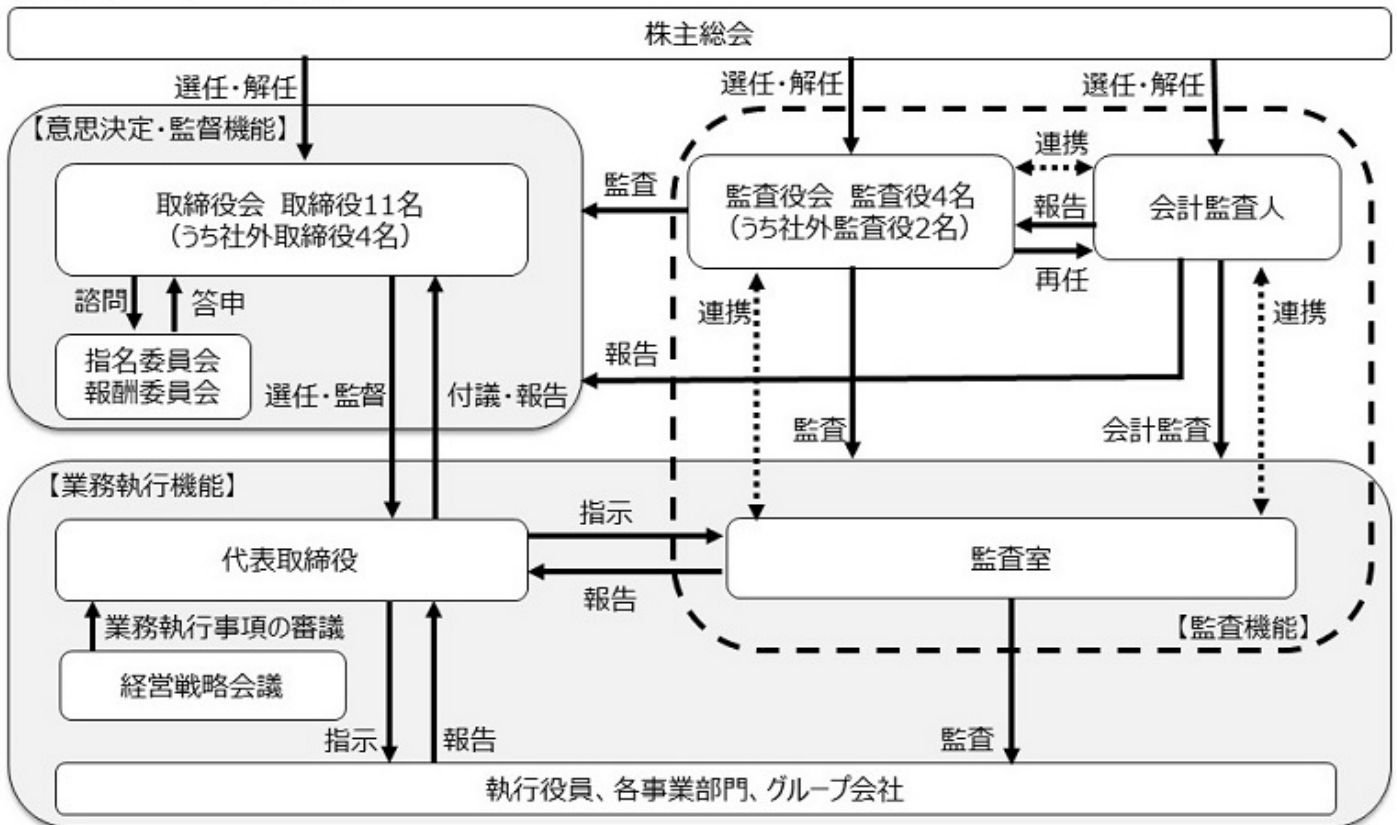 株主総会
選任・解任
選任・解任
選任・解任
【意思決定・監督機能】
取締役会 取締役11名
（うち社外取締役4名）
監査
監査役会 監査役4名
（うち社外監査役2名）
連携
報告
再任
会計監査人
諮問
答申
指名委員会
報酬委員会
選任・監督
付議・報告
報告
連携
連携
監査
会計監査
【業務執行機能】
代表取締役
指示
報告
監査室
【監査機能】
業務執行事項の審議
経営戦略会議
指示
報告
監査
執行役員、各事業部門、グループ会社